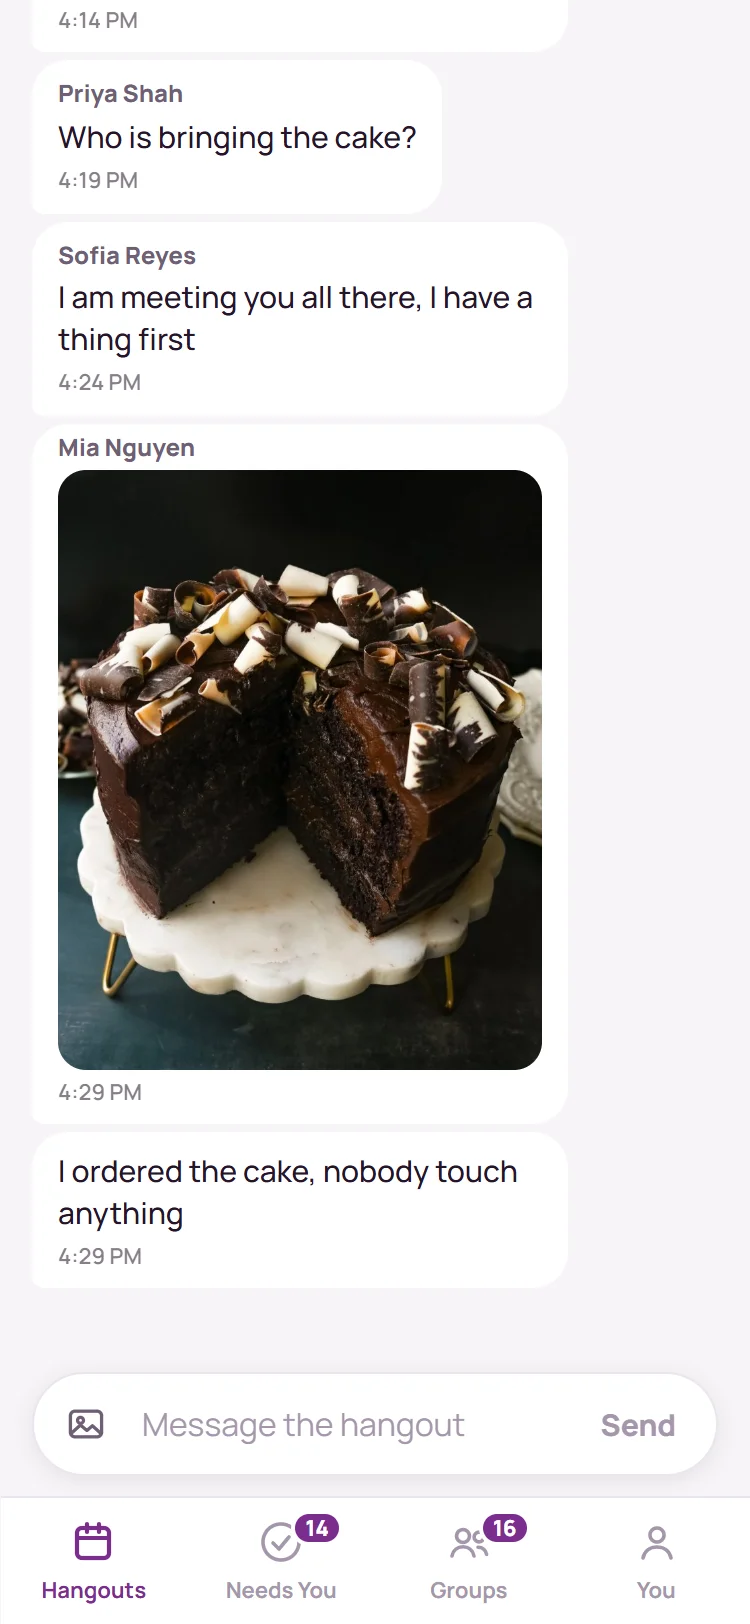 4:14 PM
Priya Shah
Who is bringing the cake?
4:19 PM
Sofia Reyes
I am meeting you all there, I have a
thing first
4:24 PM
Mia Nguyen
4:29 PM
I ordered the cake, nobody touch
anything
4:29 PM
Message the hangout
Send
14
16
Hangouts
Needs You
Groups
You